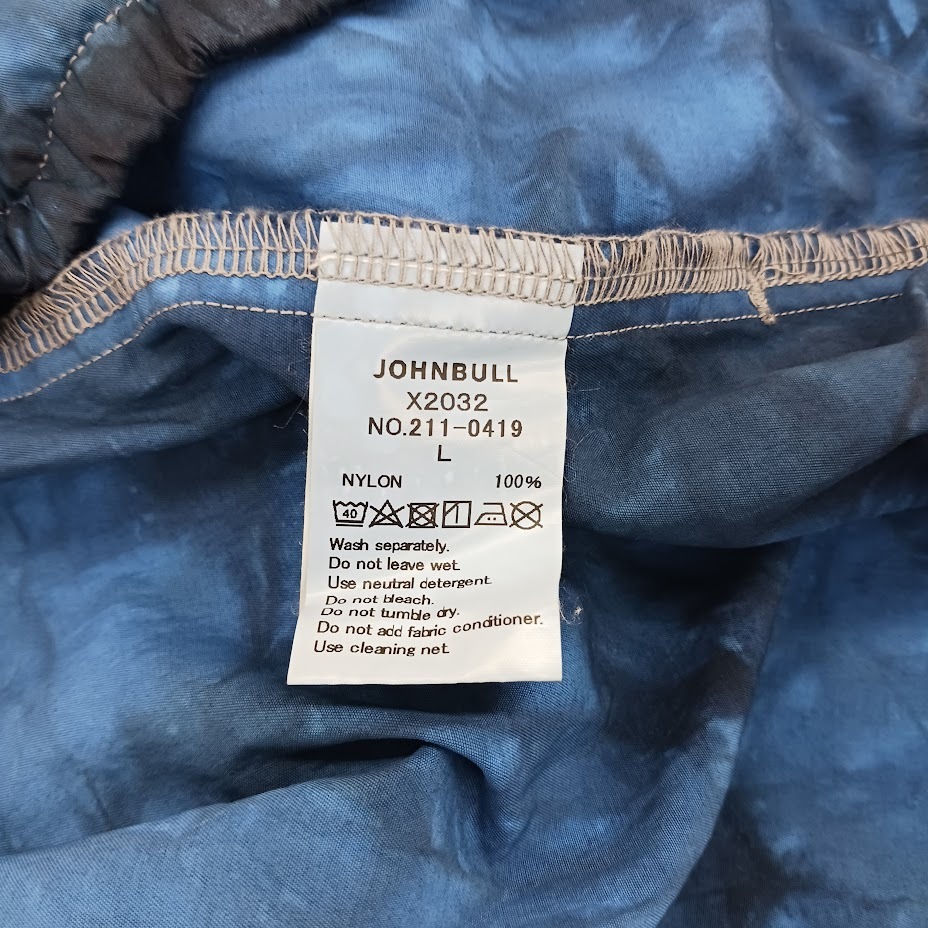 JOHNBULL
X2032
NO.211-0419
L
NYLON 100%
40
Wash separately.
Do not leave wet.
Use neutral detergent.
Do not bleach.
Do not tumble dry.
Do not add fabric conditioner.
Use cleaning net.